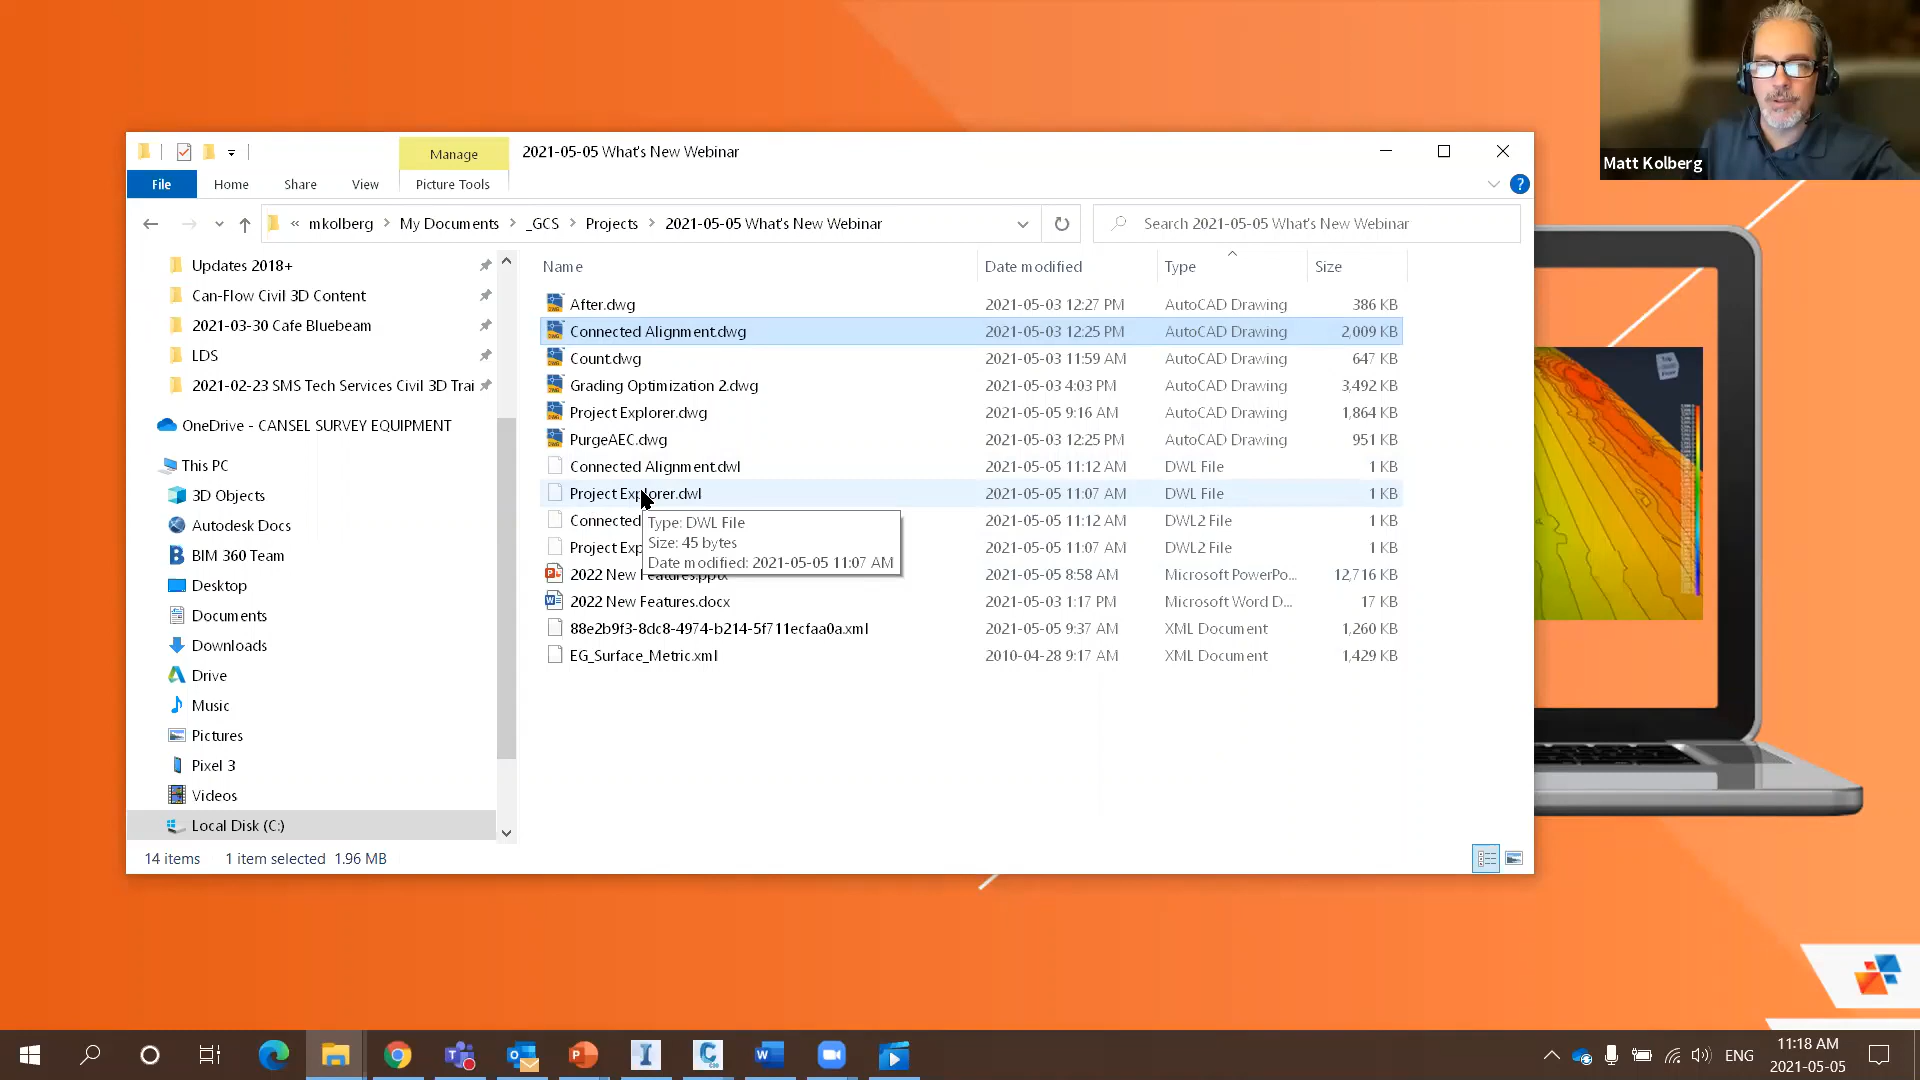 Matt Kolberg
Manage
2021-05-05 What's New Webinar
File
Home
Share
View
Picture Tools
« mkolberg > My Documents > _GCS > Projects > 2021-05-05 What's New Webinar
Search 2021-05-05 What's New Webinar
Updates 2018+
Can-Flow Civil 3D Content
2021-03-30 Cafe Bluebeam
LDS
2021-02-23 SMS Tech Services Civil 3D Trai
OneDrive - CANSEL SURVEY EQUIPMENT
This PC
3D Objects
Autodesk Docs
BIM 360 Team
Desktop
Documents
Downloads
Drive
Music
Pictures
Pixel 3
Videos
Local Disk (C:)
Name Date modified Type Size
After.dwg 2021-05-03 12:27 PM AutoCAD Drawing 386 KB
Connected Alignment.dwg 2021-05-03 12:25 PM AutoCAD Drawing 2,009 KB
Count.dwg 2021-05-03 11:59 AM AutoCAD Drawing 647 KB
Grading Optimization 2.dwg 2021-05-03 4:03 PM AutoCAD Drawing 3,492 KB
Project Explorer.dwg 2021-05-05 9:16 AM AutoCAD Drawing 1,864 KB
PurgeAEC.dwg 2021-05-03 12:25 PM AutoCAD Drawing 951 KB
Connected Alignment.dwl 2021-05-05 11:12 AM DWL File 1 KB
Project Explorer.dwl 2021-05-05 11:07 AM DWL File 1 KB
Connected 2021-05-05 11:12 AM DWL2 File 1 KB
Project Exp 2021-05-05 11:07 AM DWL2 File 1 KB
2022 New Features.pptx 2021-05-05 8:58 AM Microsoft PowerPo... 12,716 KB
2022 New Features.docx 2021-05-03 1:17 PM Microsoft Word D... 17 KB
88e2b9f3-8dc8-4974-b214-5f711ecfaa0a.xml 2021-05-05 9:37 AM XML Document 1,260 KB
EG_Surface_Metric.xml 2010-04-28 9:17 AM XML Document 1,429 KB
Type: DWL File
Size: 45 bytes
Date modified: 2021-05-05 11:07 AM
14 items 1 item selected 1.96 MB
ENG
11:18 AM
2021-05-05